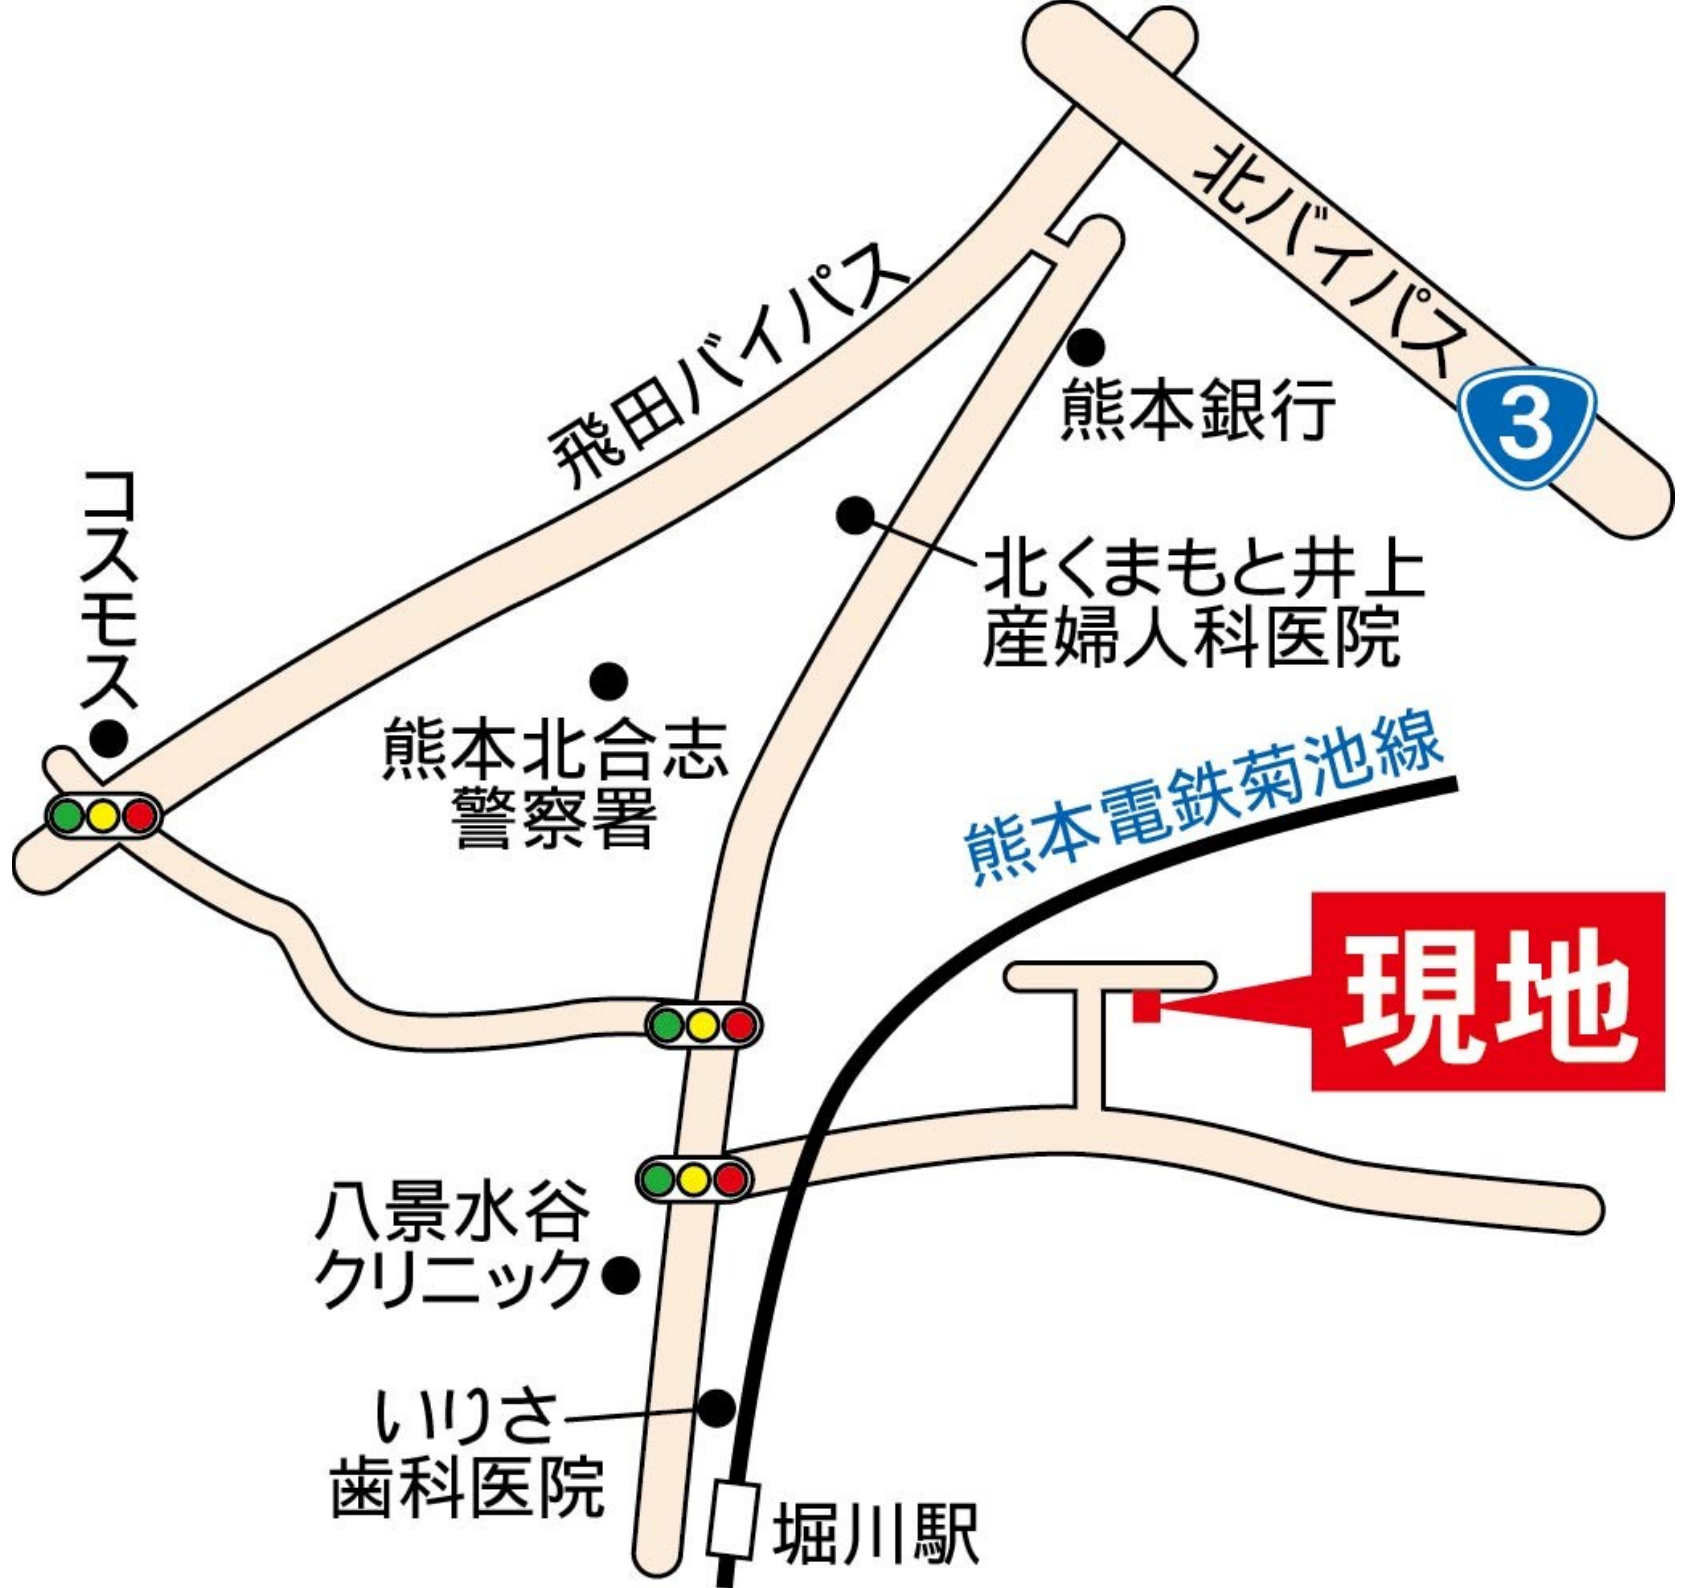 北バイパス
3
飛田バイパス
熊本銀行
コスモス
北くまもと井上
産婦人科医院
熊本北合志
警察署
熊本電鉄菊池線
現地
八景水谷
クリニック
いりさ
歯科医院
堀川駅